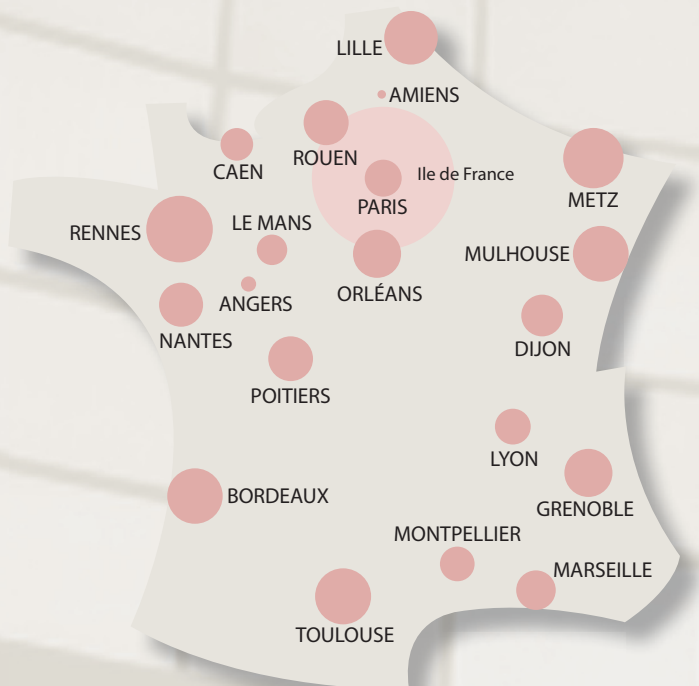 LILLE
AMIENS
ROUEN
CAEN
Ile de France
PARIS
METZ
RENNES
LE MANS
MULHOUSE
ORLÉANS
ANGERS
NANTES
DIJON
POITIERS
LYON
BORDEAUX
GRENOBLE
MONTPELLIER
MARSEILLE
TOULOUSE